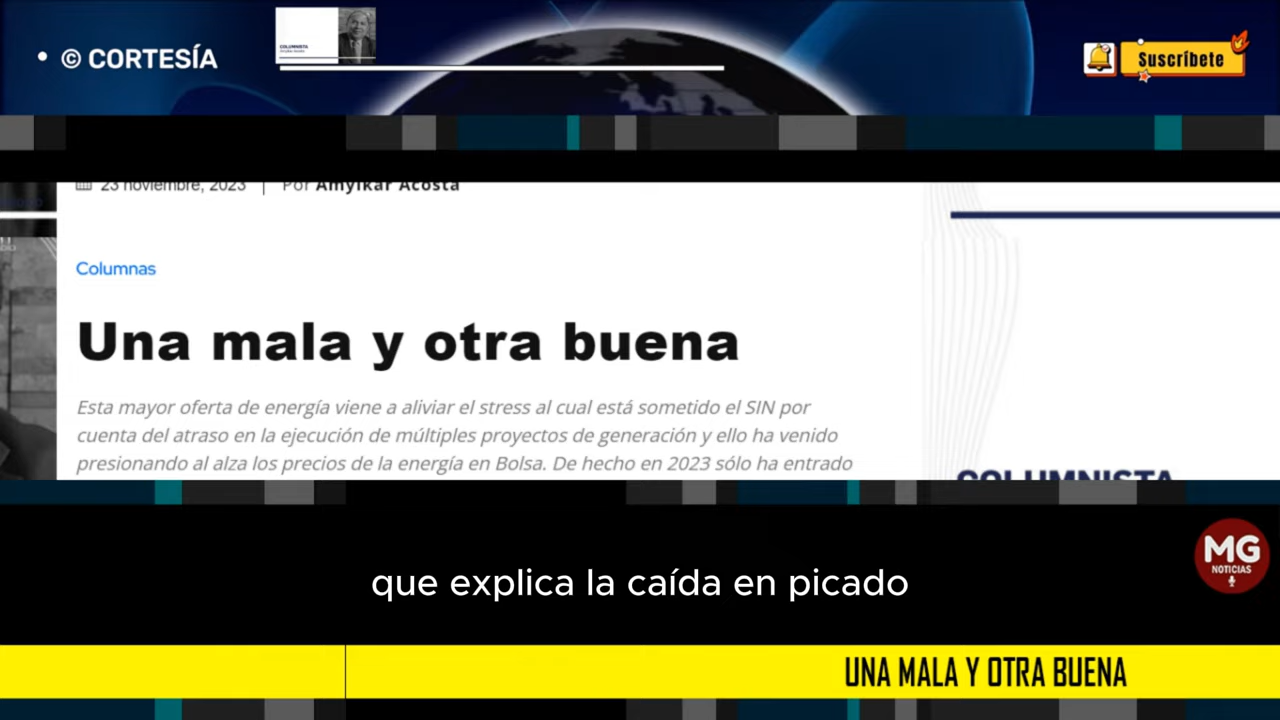 • © CORTESÍA
COLUMNISTA
Suscríbete
23 noviembre, 2023 | Por Amylkar Acosta
Columnas
Una mala y otra buena
Esta mayor oferta de energía viene a aliviar el stress al cual está sometido el SIN por
cuenta del atraso en la ejecución de múltiples proyectos de generación y ello ha venido
presionando al alza los precios de la energía en Bolsa. De hecho en 2023 sólo ha entrado
COLUMNISTA
que explica la caída en picado
MG
NOTICIAS
UNA MALA Y OTRA BUENA